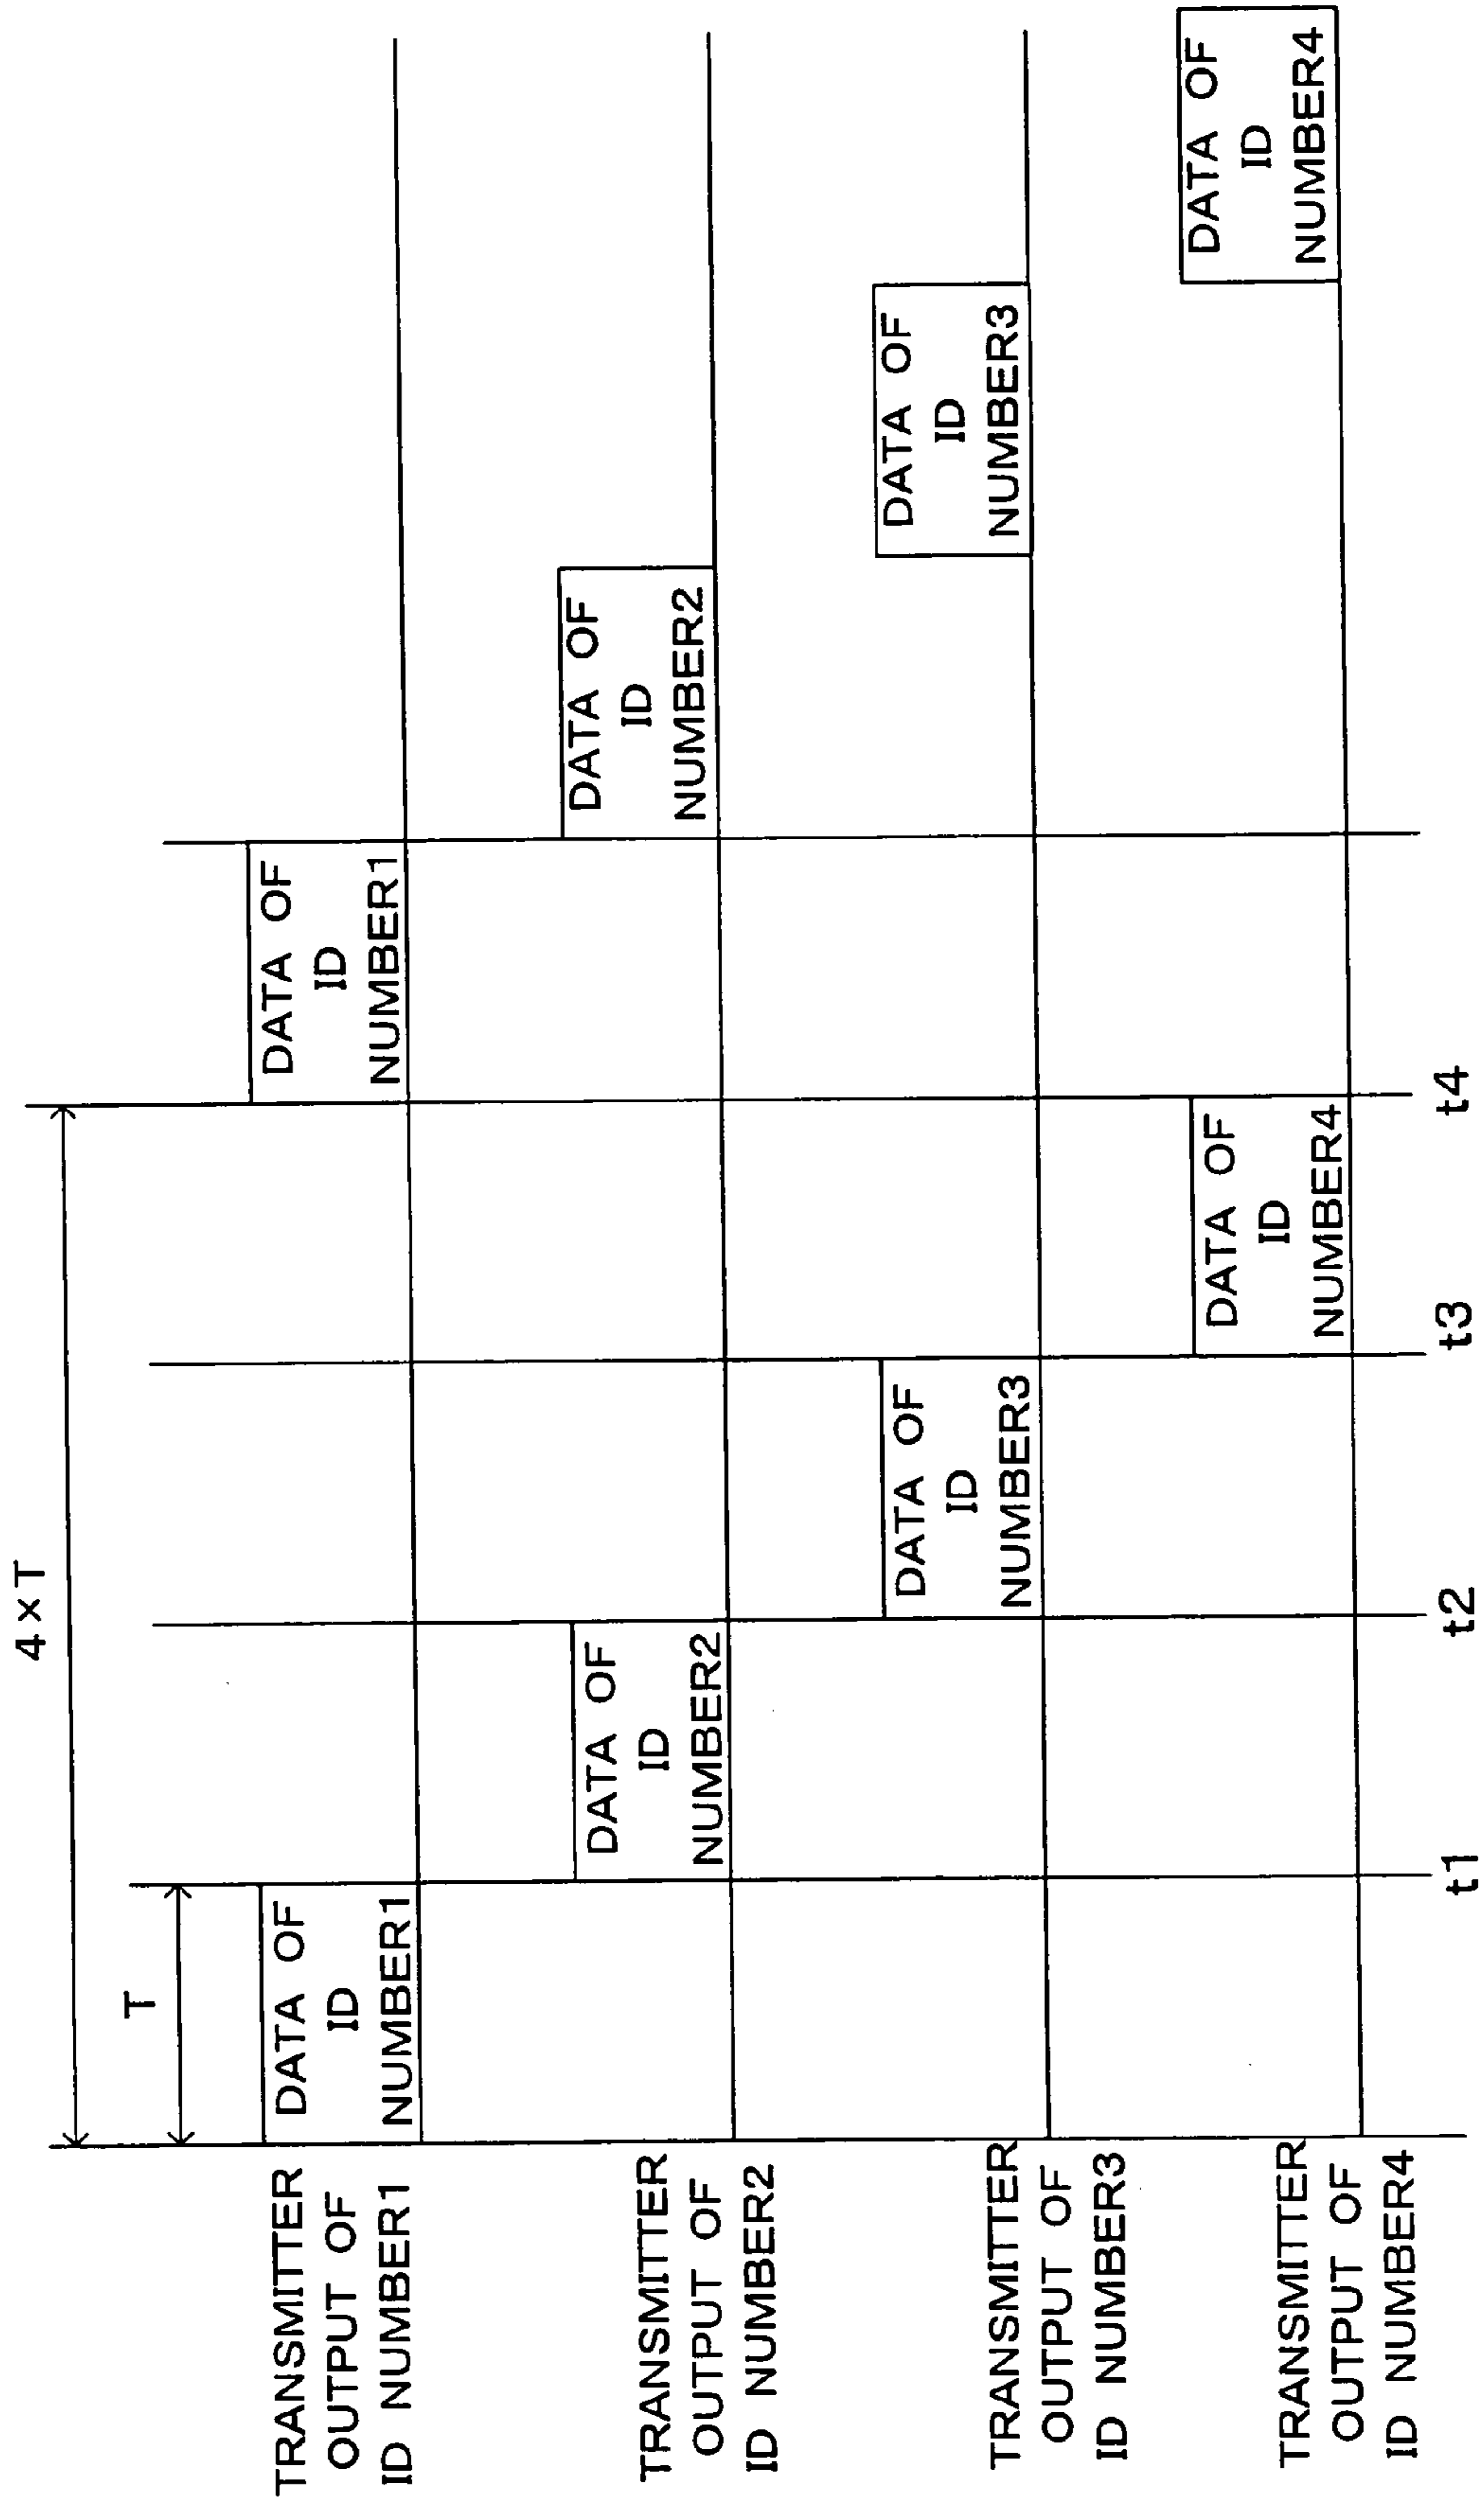 4×T
T
TRANSMITTER
OUTPUT OF
ID NUMBER1
DATA OF
ID
NUMBER1
DATA OF
ID
NUMBER1
TRANSMITTER
OUTPUT OF
ID NUMBER2
DATA OF
ID
NUMBER2
DATA OF
ID
NUMBER2
TRANSMITTER
OUTPUT OF
ID NUMBER3
DATA OF
ID
NUMBER3
DATA OF
ID
NUMBER3
TRANSMITTER
OUTPUT OF
ID NUMBER4
DATA OF
ID
NUMBER4
DATA OF
ID
NUMBER4
t1
t2
t3
t4